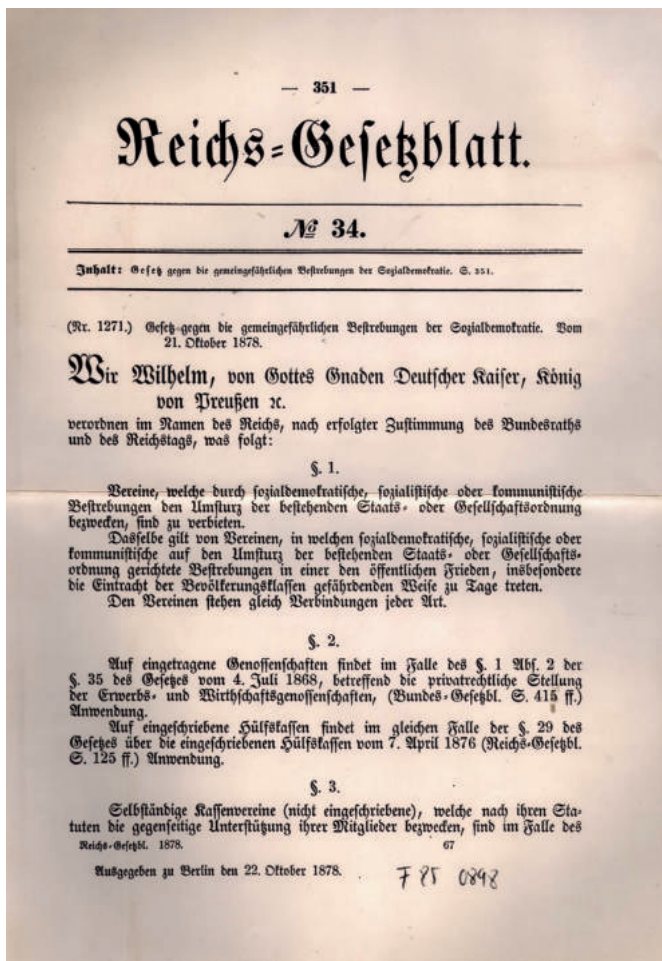 — 351 —
Reichs-Gesetzblatt.
№ 34.
Inhalt: Gesetz gegen die gemeingefährlichen Bestrebungen der Sozialdemokratie. S. 351.
(Nr. 1271.) Gesetz gegen die gemeingefährlichen Bestrebungen der Sozialdemokratie. Vom
21. Oktober 1878.
Wir Wilhelm, von Gottes Gnaden Deutscher Kaiser, König
von Preußen ꝛc.
verordnen im Namen des Reichs, nach erfolgter Zustimmung des Bundesraths
und des Reichstags, was folgt:
§. 1.
Vereine, welche durch sozialdemokratische, sozialistische oder kommunistische
Bestrebungen den Umsturz der bestehenden Staats- oder Gesellschaftsordnung
bezwecken, sind zu verbieten.
Dasselbe gilt von Vereinen, in welchen sozialdemokratische, sozialistische oder
kommunistische auf den Umsturz der bestehenden Staats- oder Gesellschafts-
ordnung gerichtete Bestrebungen in einer den öffentlichen Frieden, insbesondere
die Eintracht der Bevölkerungsklassen gefährdenden Weise zu Tage treten.
Den Vereinen stehen gleich Verbindungen jeder Art.
§. 2.
Auf eingetragene Genossenschaften findet im Falle des §. 1 Abs. 2 der
§. 35 des Gesetzes vom 4. Juli 1868, betreffend die privatrechtliche Stellung
der Erwerbs- und Wirthschaftsgenossenschaften, (Bundes-Gesetzbl. S. 415 ff.)
Anwendung.
Auf eingeschriebene Hülfskassen findet im gleichen Falle der §. 29 des
Gesetzes über die eingeschriebenen Hülfskassen vom 7. April 1876 (Reichs-Gesetzbl.
S. 125 ff.) Anwendung.
§. 3.
Selbständige Kassenvereine (nicht eingeschriebene), welche nach ihren Sta-
tuten die gegenseitige Unterstützung ihrer Mitglieder bezwecken, sind im Falle des
Reichs-Gesetzbl. 1878. 67
Ausgegeben zu Berlin den 22. Oktober 1878.
F 85 0898